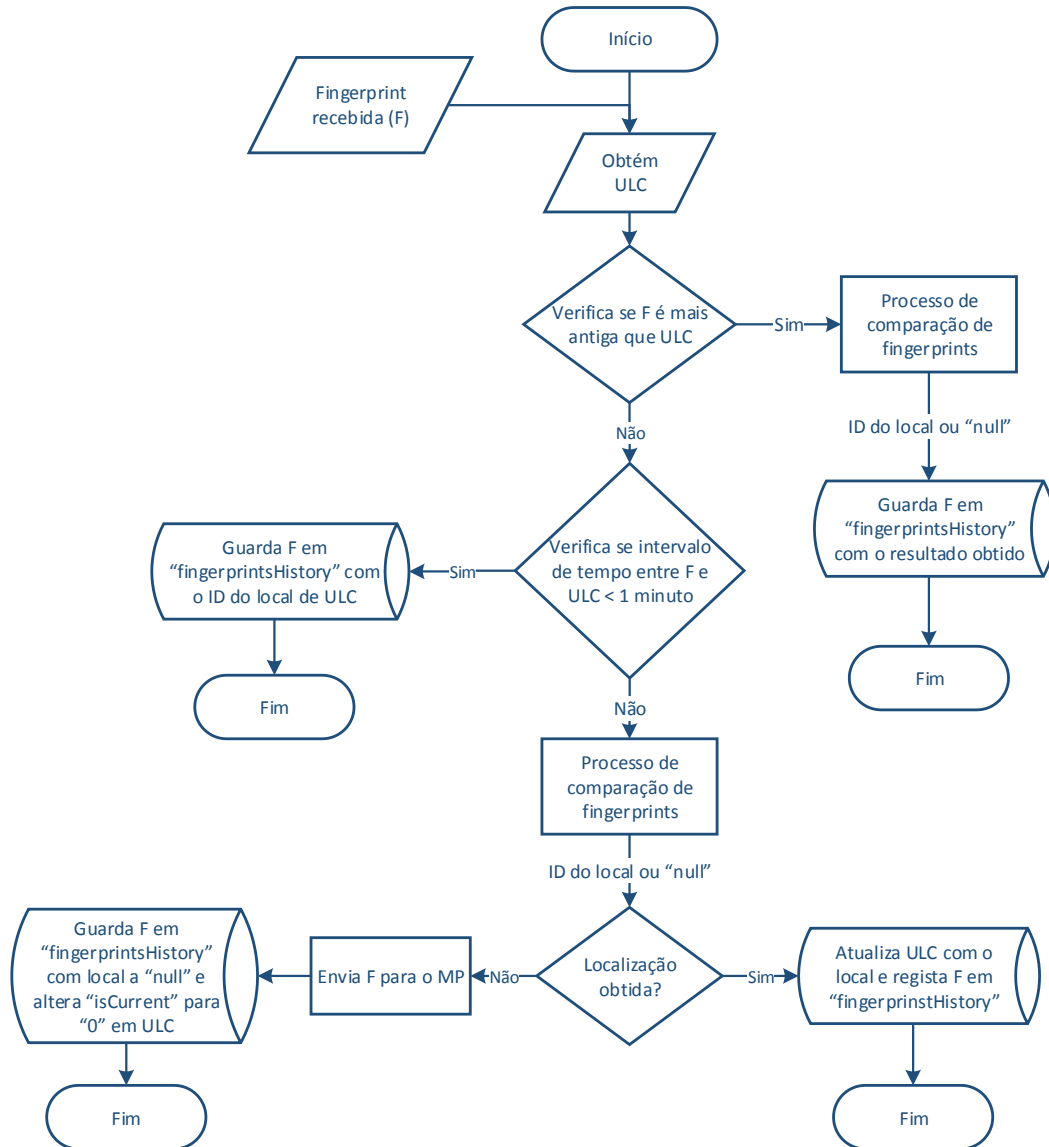 Início
Fingerprint
recebida (F)
Obtém
ULC
Verifica se F é mais
antiga que ULC
Sim
Processo de
comparação de
fingerprints
Não
ID do local ou “null”
Guarda F em
“fingerprintsHistory”
com o resultado obtido
Fim
Verifica se intervalo
de tempo entre F e
ULC < 1 minuto
Sim
Guarda F em
“fingerprintsHistory” com
o ID do local de ULC
Fim
Não
Processo de
comparação de
fingerprints
ID do local ou “null”
Localização
obtida?
Não
Envia F para o MP
Guarda F em
“fingerprintsHistory”
com local a “null” e
altera “isCurrent” para
“0” em ULC
Fim
Sim
Atualiza ULC com o
local e regista F em
“fingerprinstHistory”
Fim